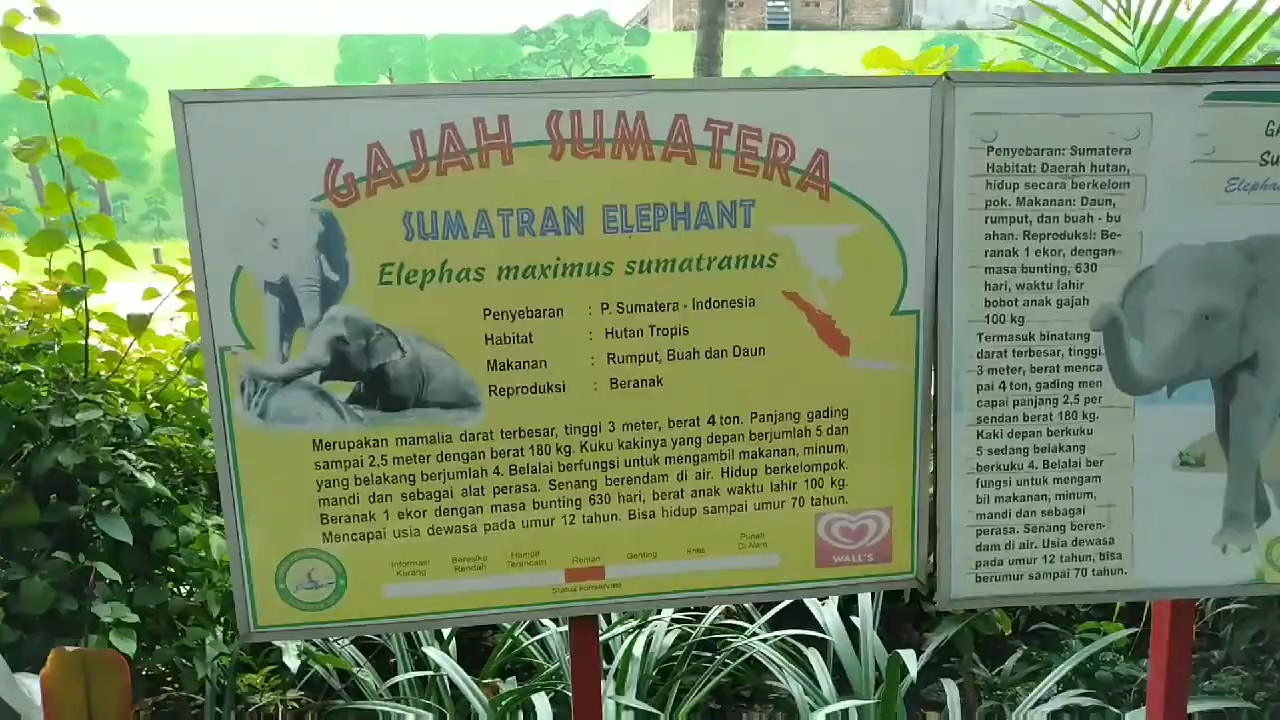 GAJAH SUMATERA
SUMATRAN ELEPHANT
Elephas maximus sumatranus
Penyebaran : P. Sumatera - Indonesia
Habitat : Hutan Tropis
Makanan : Rumput, Buah dan Daun
Reproduksi : Beranak
Merupakan mamalia darat terbesar, tinggi 3 meter, berat 4 ton. Panjang gading
sampai 2,5 meter dengan berat 180 kg. Kuku kakinya yang depan berjumlah 5 dan
yang belakang berjumlah 4. Belalai berfungsi untuk mengambil makanan, minum,
mandi dan sebagai alat perasa. Senang berendam di air. Hidup berkelompok.
Beranak 1 ekor dengan masa bunting 630 hari, berat anak waktu lahir 100 kg.
Mencapai usia dewasa pada umur 12 tahun. Bisa hidup sampai umur 70 tahun.
Informasi Kurang
Beresiko Rendah
Hampir Terancam
Rentan
Genting
Kritis
Punah Di Alam
Status konservasi
WALL'S
Penyebaran: Sumatera
Habitat: Daerah hutan,
hidup secara berkelom
pok. Makanan: Daun,
rumput, dan buah - bu
ahan. Reproduksi: Be-
ranak 1 ekor, dengan
masa bunting, 630
hari, waktu lahir
bobot anak gajah
100 kg
Termasuk binatang
darat terbesar, tinggi
3 meter, berat menca
pai 4 ton, gading men
capai panjang 2,5 per
sendan berat 180 kg.
Kaki depan berkuku
5 sedang belakang
berkuku 4. Belalai ber
fungsi untuk mengam
bil makanan, minum,
mandi dan sebagai
perasa. Senang beren-
dam di air. Usia dewasa
pada umur 12 tahun, bisa
berumur sampai 70 tahun.